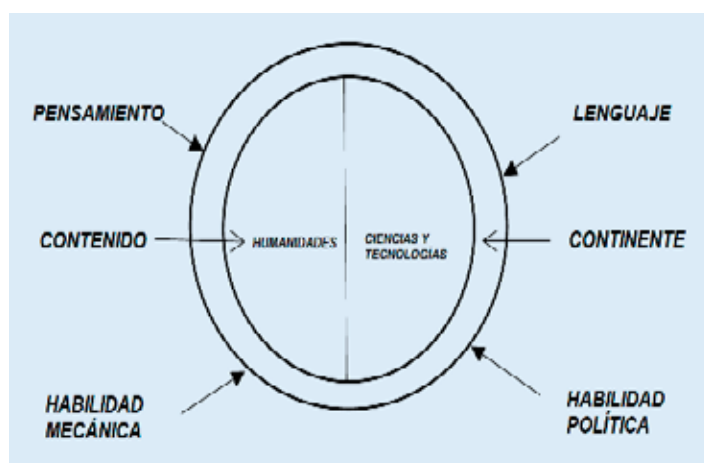 PENSAMIENTO
LENGUAJE
CONTENIDO
HUMANIDADES
CIENCIAS Y
TECNOLOGIAS
CONTINENTE
HABILIDAD
MECÁNICA
HABILIDAD
POLÍTICA